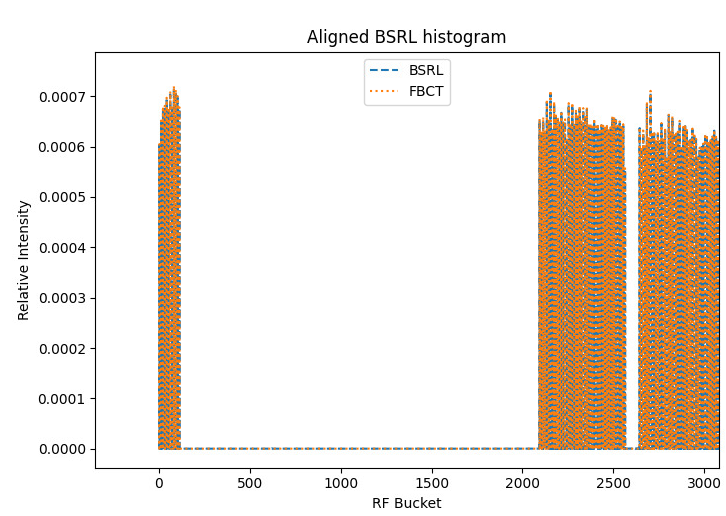 Aligned BSRL histogram
BSRL
FBCT
0.0007
0.0006
0.0005
0.0004
0.0003
0.0002
0.0001
0.0000
Relative Intensity
0 500 1000 1500 2000 2500 3000
RF Bucket